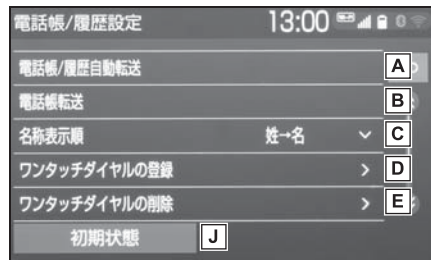 電話帳/履歴設定 13:00
電話帳/履歴自動転送 A
電話帳転送 B
名称表示順 姓→名 C
ワンタッチダイヤルの登録 D
ワンタッチダイヤルの削除 E
初期状態 J